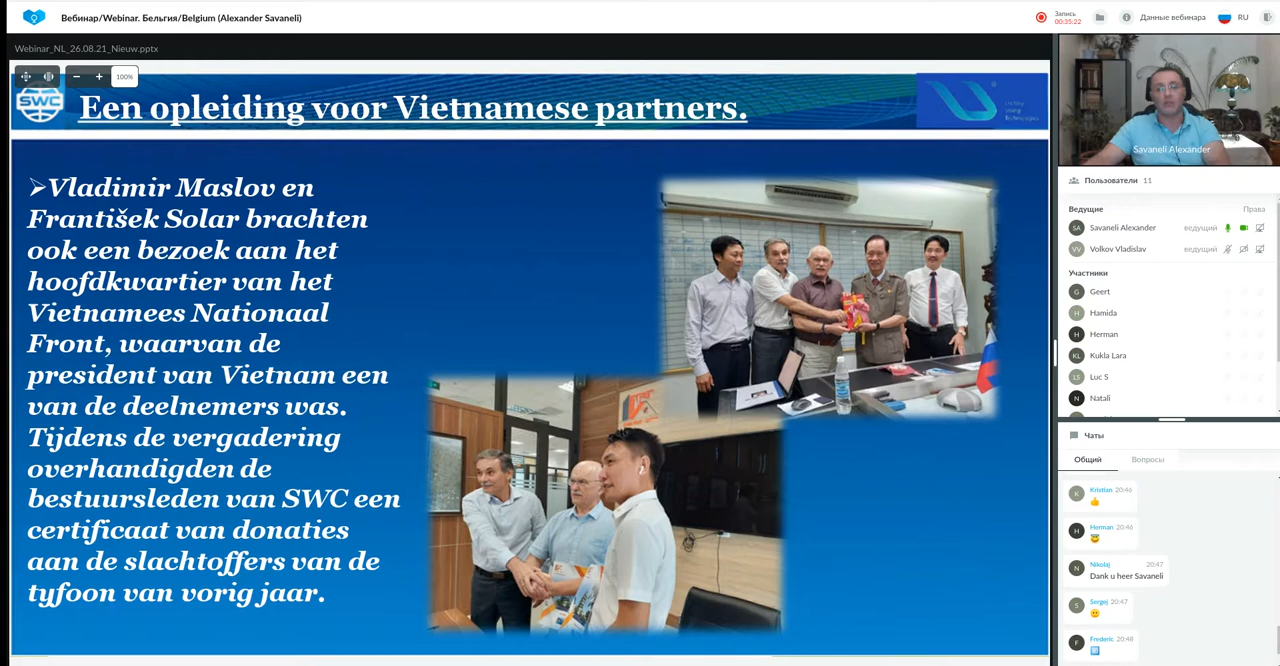 Вебинар/Webinar. Бельгия/Belgium (Alexander Savaneli)
Запись
00:35:22
Данные вебинара
RU
Webinar_NL_26.08.21_Nieuw.pptx
100%
SWC
Een opleiding voor Vietnamese partners.
➢Vladimir Maslov en
František Solar brachten
ook een bezoek aan het
hoofdkwartier van het
Vietnamees Nationaal
Front, waarvan de
president van Vietnam een
van de deelnemers was.
Tijdens de vergadering
overhandigden de
bestuursleden van SWC een
certificaat van donaties
aan de slachtoffers van de
tyfoon van vorig jaar.
Savaneli Alexander
Пользователи 11
Ведущие Права
SA Savaneli Alexander ведущий
VV Volkov Vladislav ведущий
Участники
G Geert
H Hamida
H Herman
KL Kukla Lara
LS Luc S
N Natali
Чаты
Общий Вопросы
K Kristian 20:46
H Herman 20:46
N Nikolaj 20:47
Dank u heer Savaneli
S Sergej 20:47
F Frederic 20:48